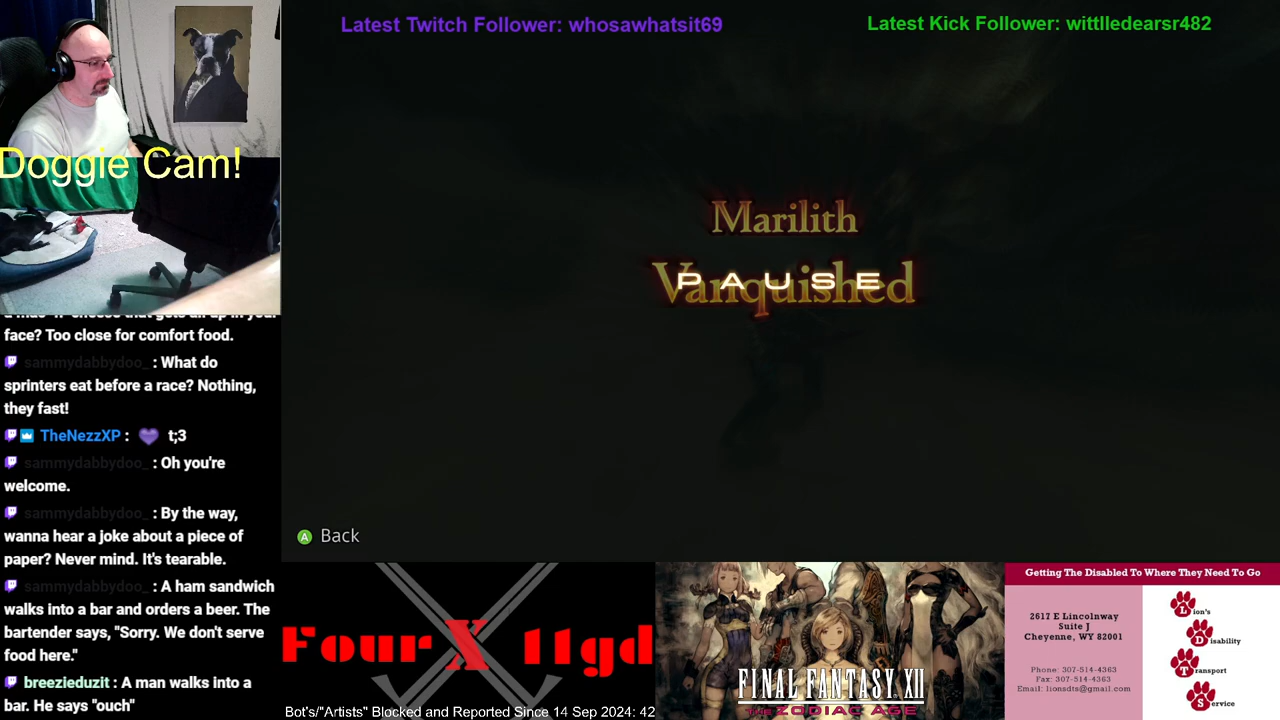 Latest Twitch Follower: whosawhatsit69
Latest Kick Follower: wittlledearsr482
Doggie Cam!
Marilith
Vanquished
PAUSE
A Back
face? Too close for comfort food.
sammydabbydoo_ : What do
sprinters eat before a race? Nothing,
they fast!
TheNezzXP : t;3
sammydabbydoo_ : Oh you're
welcome.
sammydabbydoo_ : By the way,
wanna hear a joke about a piece of
paper? Never mind. It's tearable.
sammydabbydoo_ : A ham sandwich
walks into a bar and orders a beer. The
bartender says, "Sorry. We don't serve
food here."
breezieduzit : A man walks into a
bar. He says "ouch"
Four X 11gd
Bot's/"Artists" Blocked and Reported Since 14 Sep 2024: 42
FINAL FANTASY XII
THE ZODIAC AGE
Getting The Disabled To Where They Need To Go
2617 E Lincolnway
Suite J
Cheyenne, WY 82001
Phone: 307-514-4363
Fax: 307-514-4363
Email: lionsdts@gmail.com
Lion's
Disability
Transport
Service